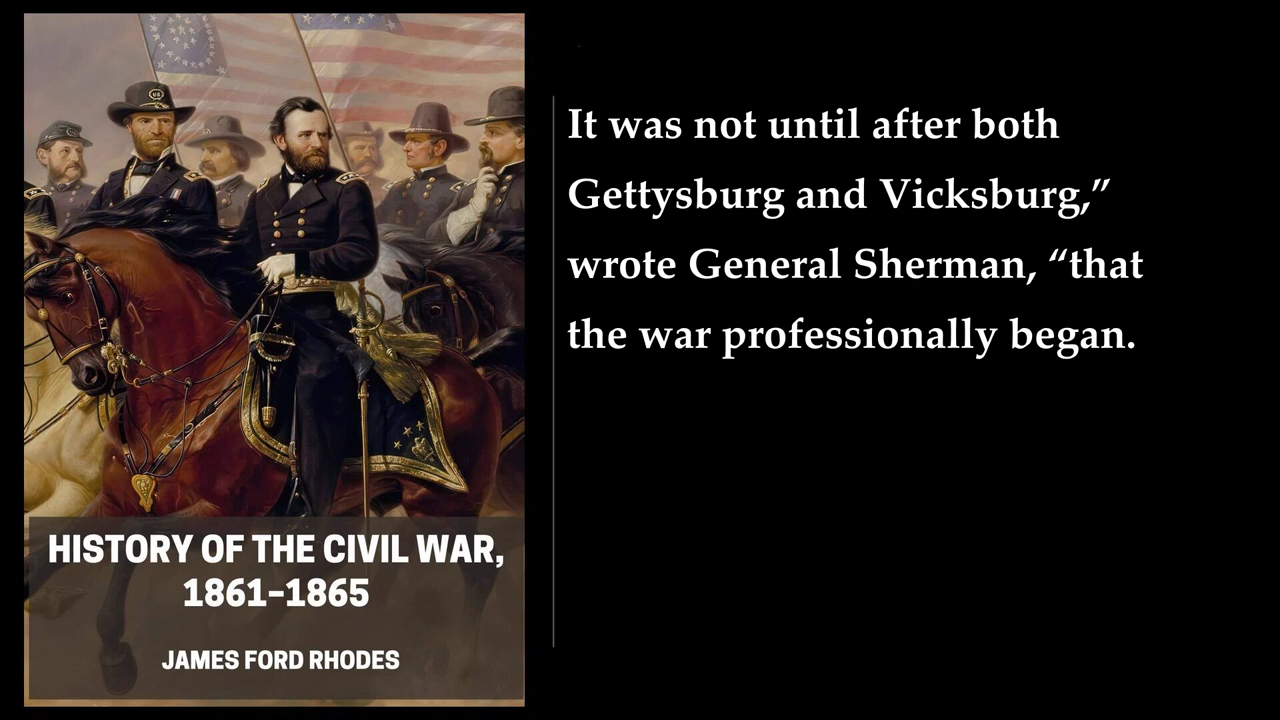 HISTORY OF THE CIVIL WAR,
1861–1865
JAMES FORD RHODES
It was not until after both
Gettysburg and Vicksburg,”
wrote General Sherman, “that
the war professionally began.